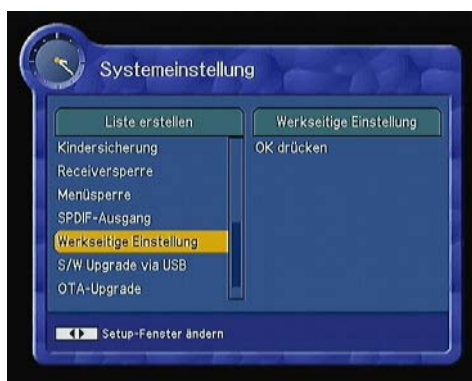 Systemeinstellung
Liste erstellen
Kindersicherung
Receiversperre
Menüsperre
SPDIF-Ausgang
Werkseitige Einstellung
S/W Upgrade via USB
OTA-Upgrade
Werkseitige Einstellung
OK drücken
Setup-Fenster ändern